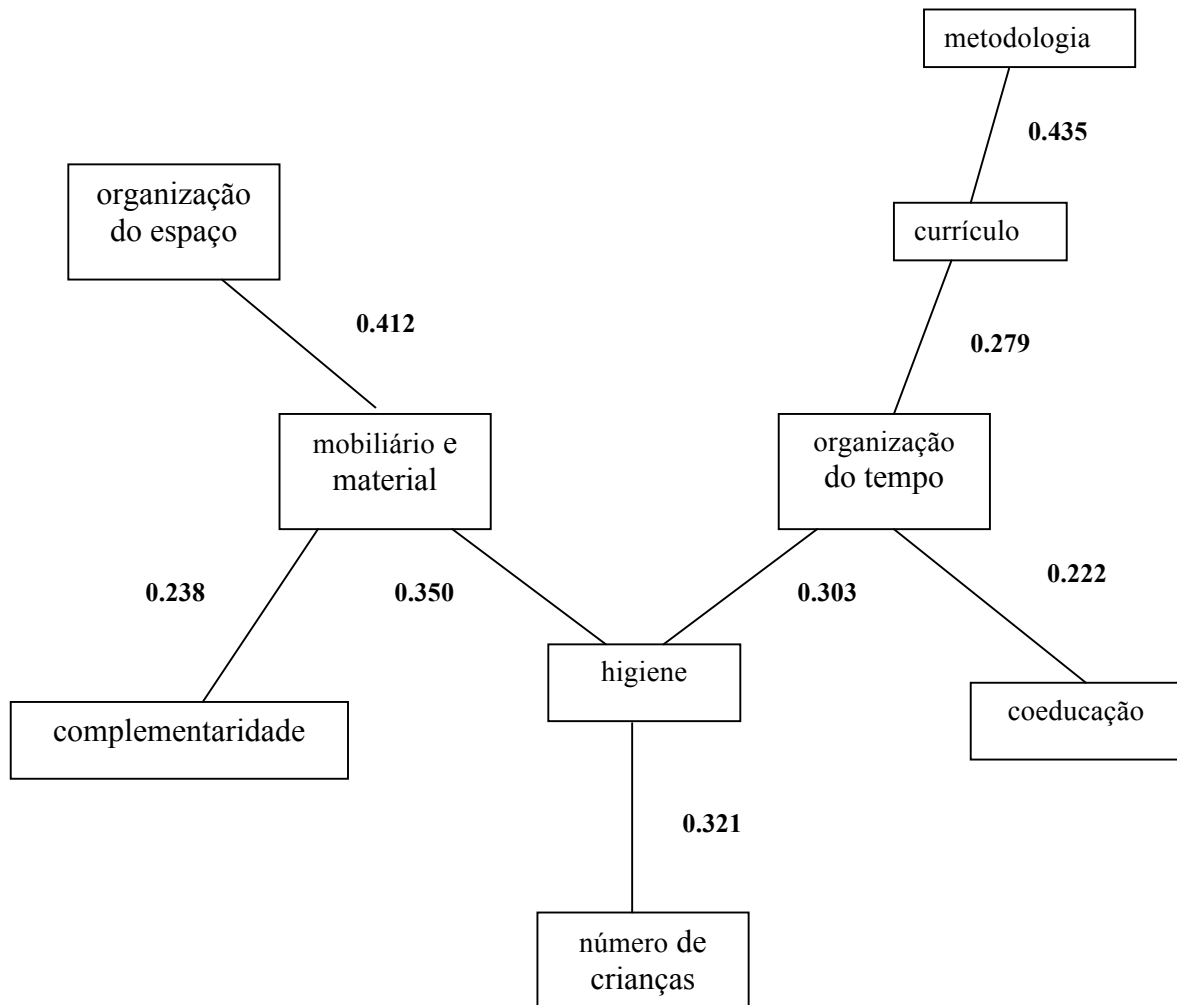 metodologia
0.435
organização
do espaço
currículo
0.412
0.279
mobiliário e
material
organização
do tempo
0.238
0.350
0.303
0.222
higiene
complementaridade
coeducação
0.321
número de
crianças